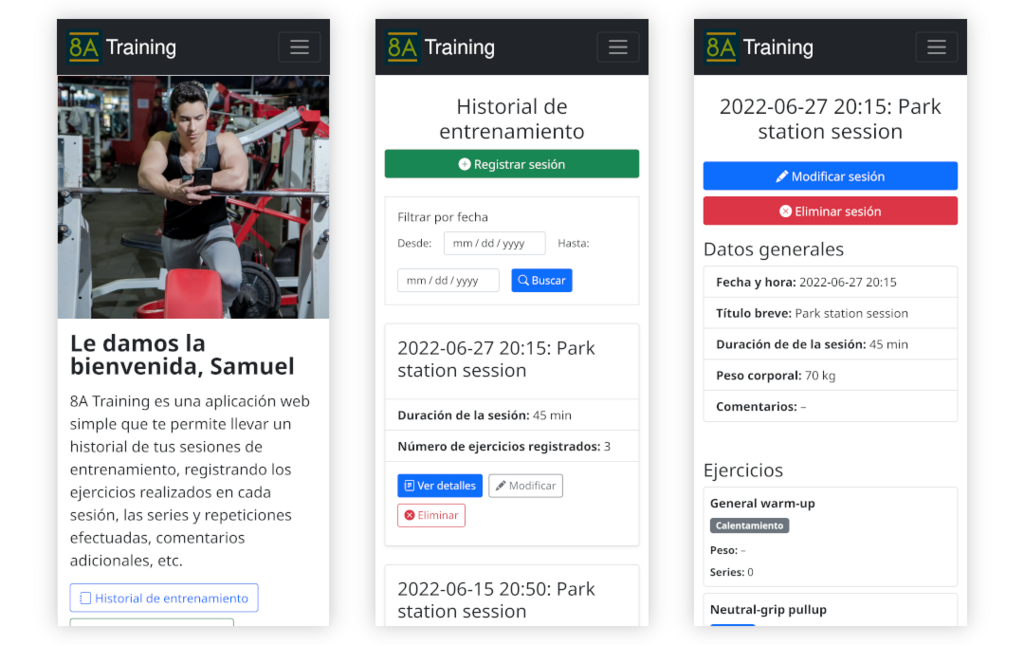 8A Training
Le damos la
bienvenida, Samuel
8A Training es una aplicación web
simple que te permite llevar un
historial de tus sesiones de
entrenamiento, registrando los
ejercicios realizados en cada
sesión, las series y repeticiones
efectuadas, comentarios
adicionales, etc.
Historial de entrenamiento
8A Training
Historial de
entrenamiento
Registrar sesión
Filtrar por fecha
Desde: mm / dd / yyyy Hasta:
mm / dd / yyyy Buscar
2022-06-27 20:15: Park
station session
Duración de la sesión: 45 min
Número de ejercicios registrados: 3
Ver detalles Modificar
Eliminar
2022-06-15 20:50: Park
station session
8A Training
2022-06-27 20:15: Park
station session
Modificar sesión
Eliminar sesión
Datos generales
Fecha y hora: 2022-06-27 20:15
Título breve: Park station session
Duración de de la sesión: 45 min
Peso corporal: 70 kg
Comentarios: –
Ejercicios
General warm-up
Calentamiento
Peso: –
Series: 0
Neutral-grip pullup